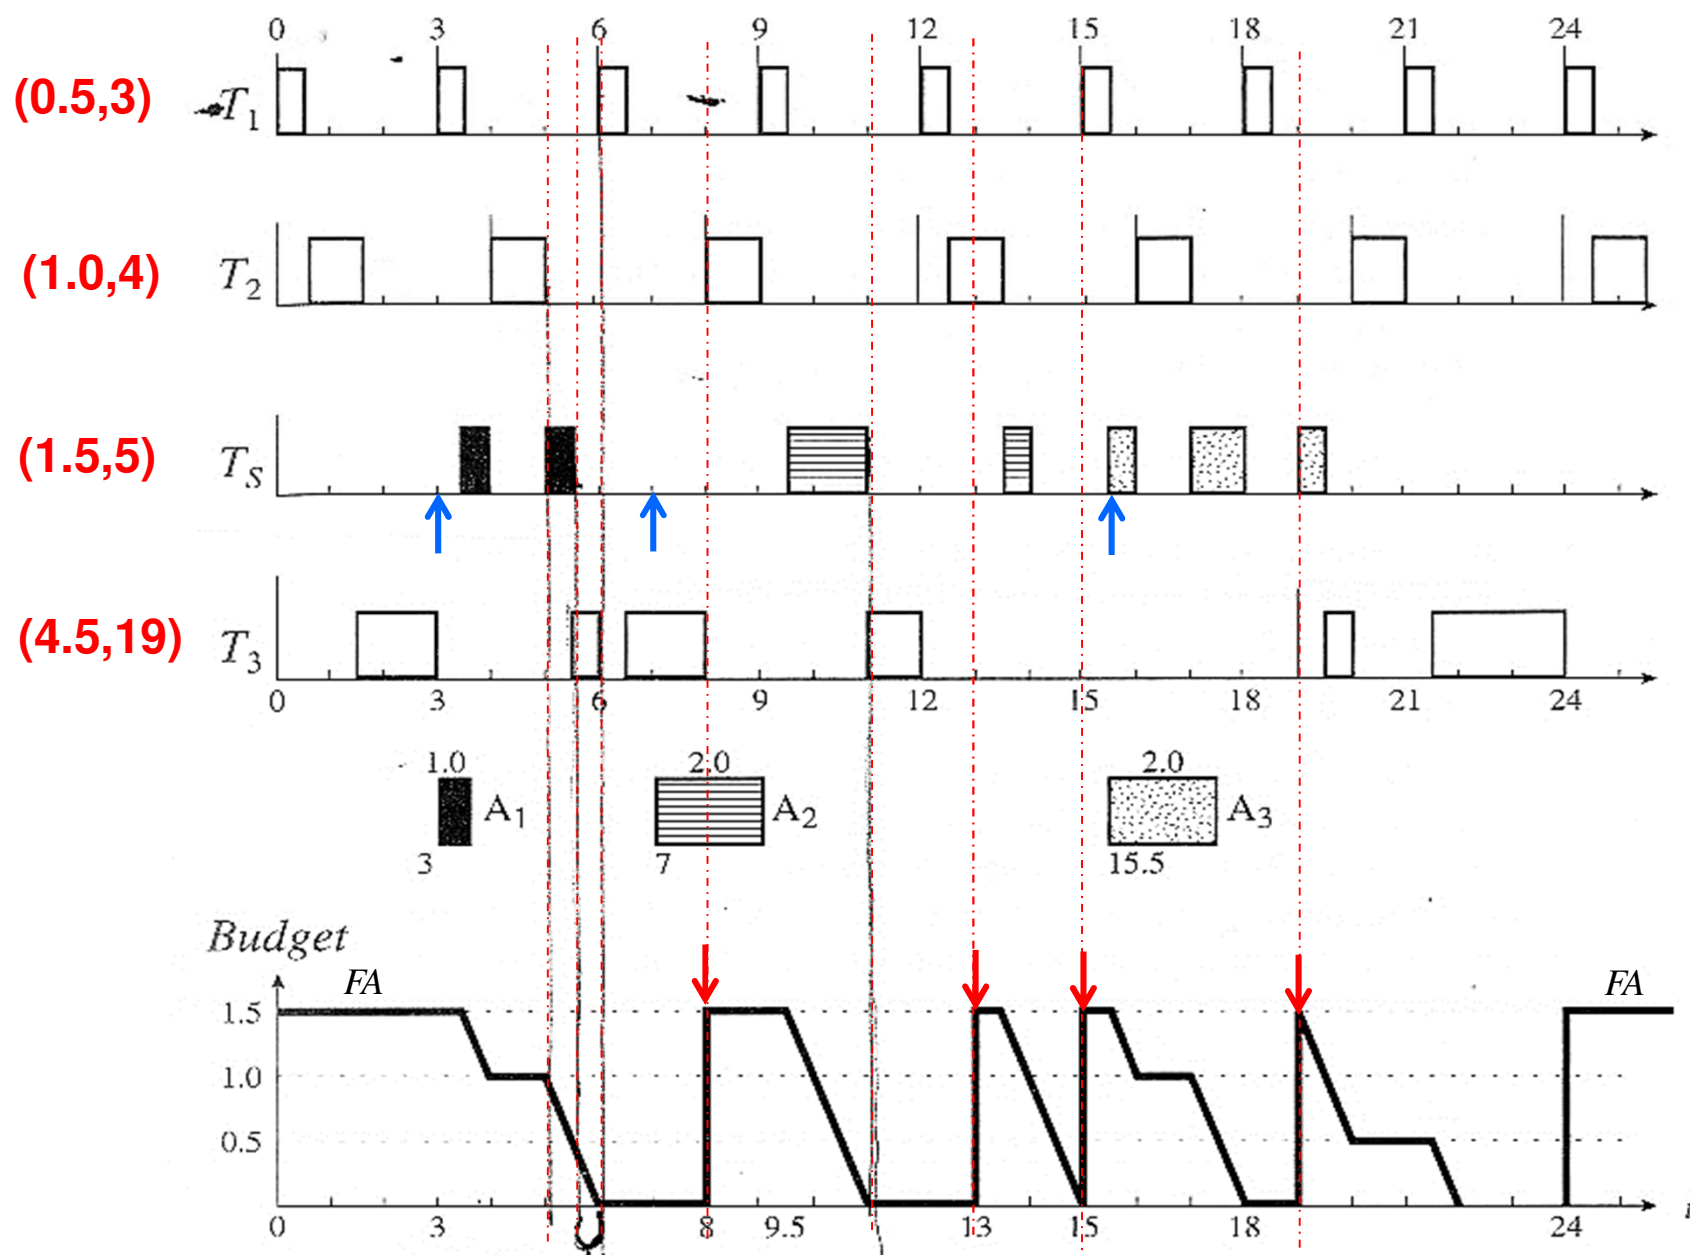 0 3 6 9 12 15 18 21 24
(0.5,3) T1
(1.0,4) T2
(1.5,5) TS
(4.5,19) T3
0 3 6 9 12 15 18 21 24
1.0 2.0 2.0
A1 A2 A3
3 7 15.5
Budget
FA FA
1.5
1.0
0.5
0 3 6 8 9.5 13 15 18 24